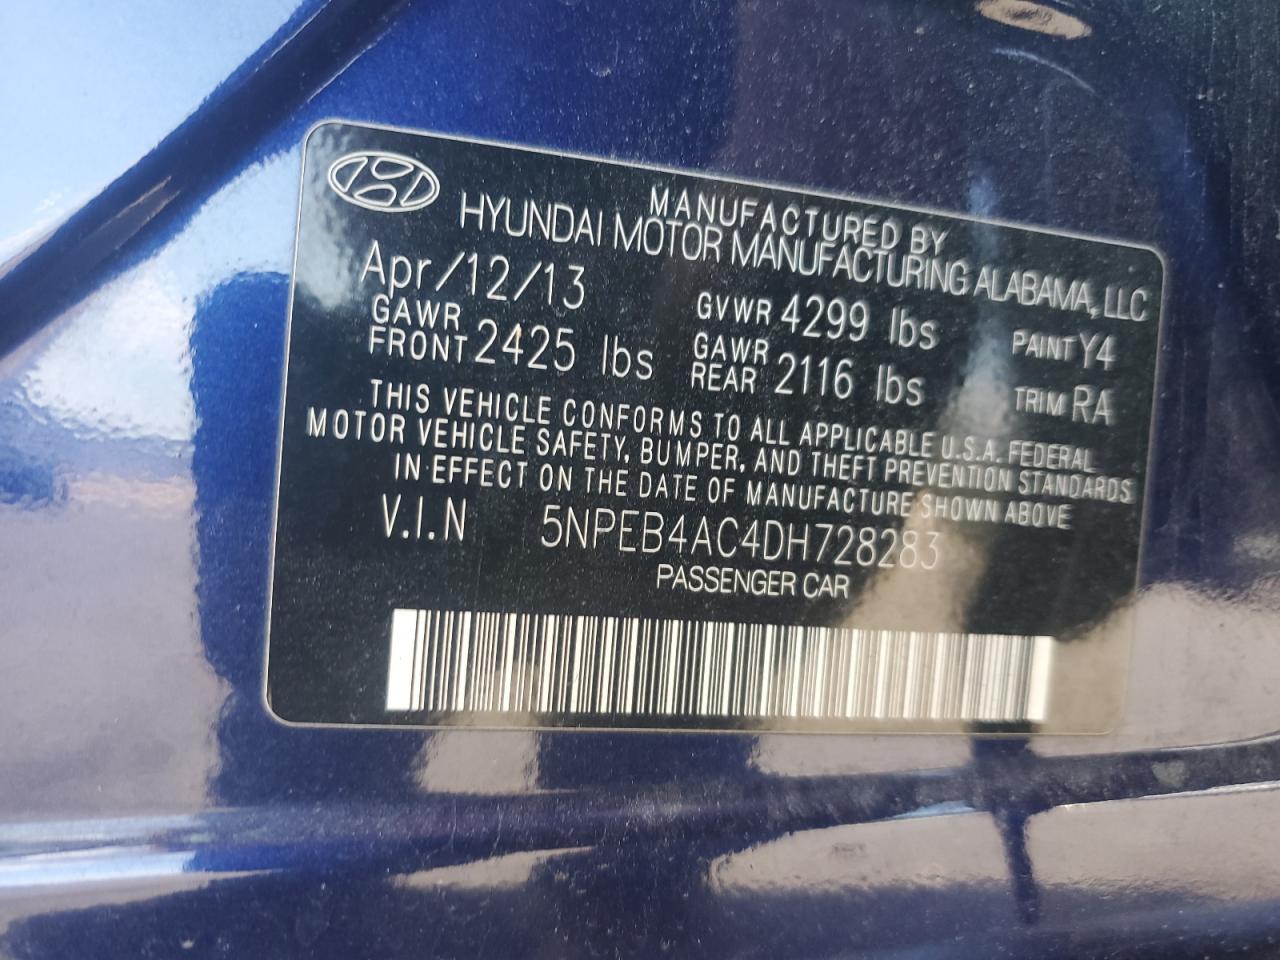 MANUFACTURED BY
HYUNDAI MOTOR MANUFACTURING ALABAMA, LLC
Apr/12/13 GVWR 4299 lbs PAINT Y4
GAWR FRONT 2425 lbs GAWR REAR 2116 lbs TRIM RA
THIS VEHICLE CONFORMS TO ALL APPLICABLE U.S.A. FEDERAL
MOTOR VEHICLE SAFETY, BUMPER, AND THEFT PREVENTION STANDARDS
IN EFFECT ON THE DATE OF MANUFACTURE SHOWN ABOVE
V.I.N 5NPEB4AC4DH728283
PASSENGER CAR